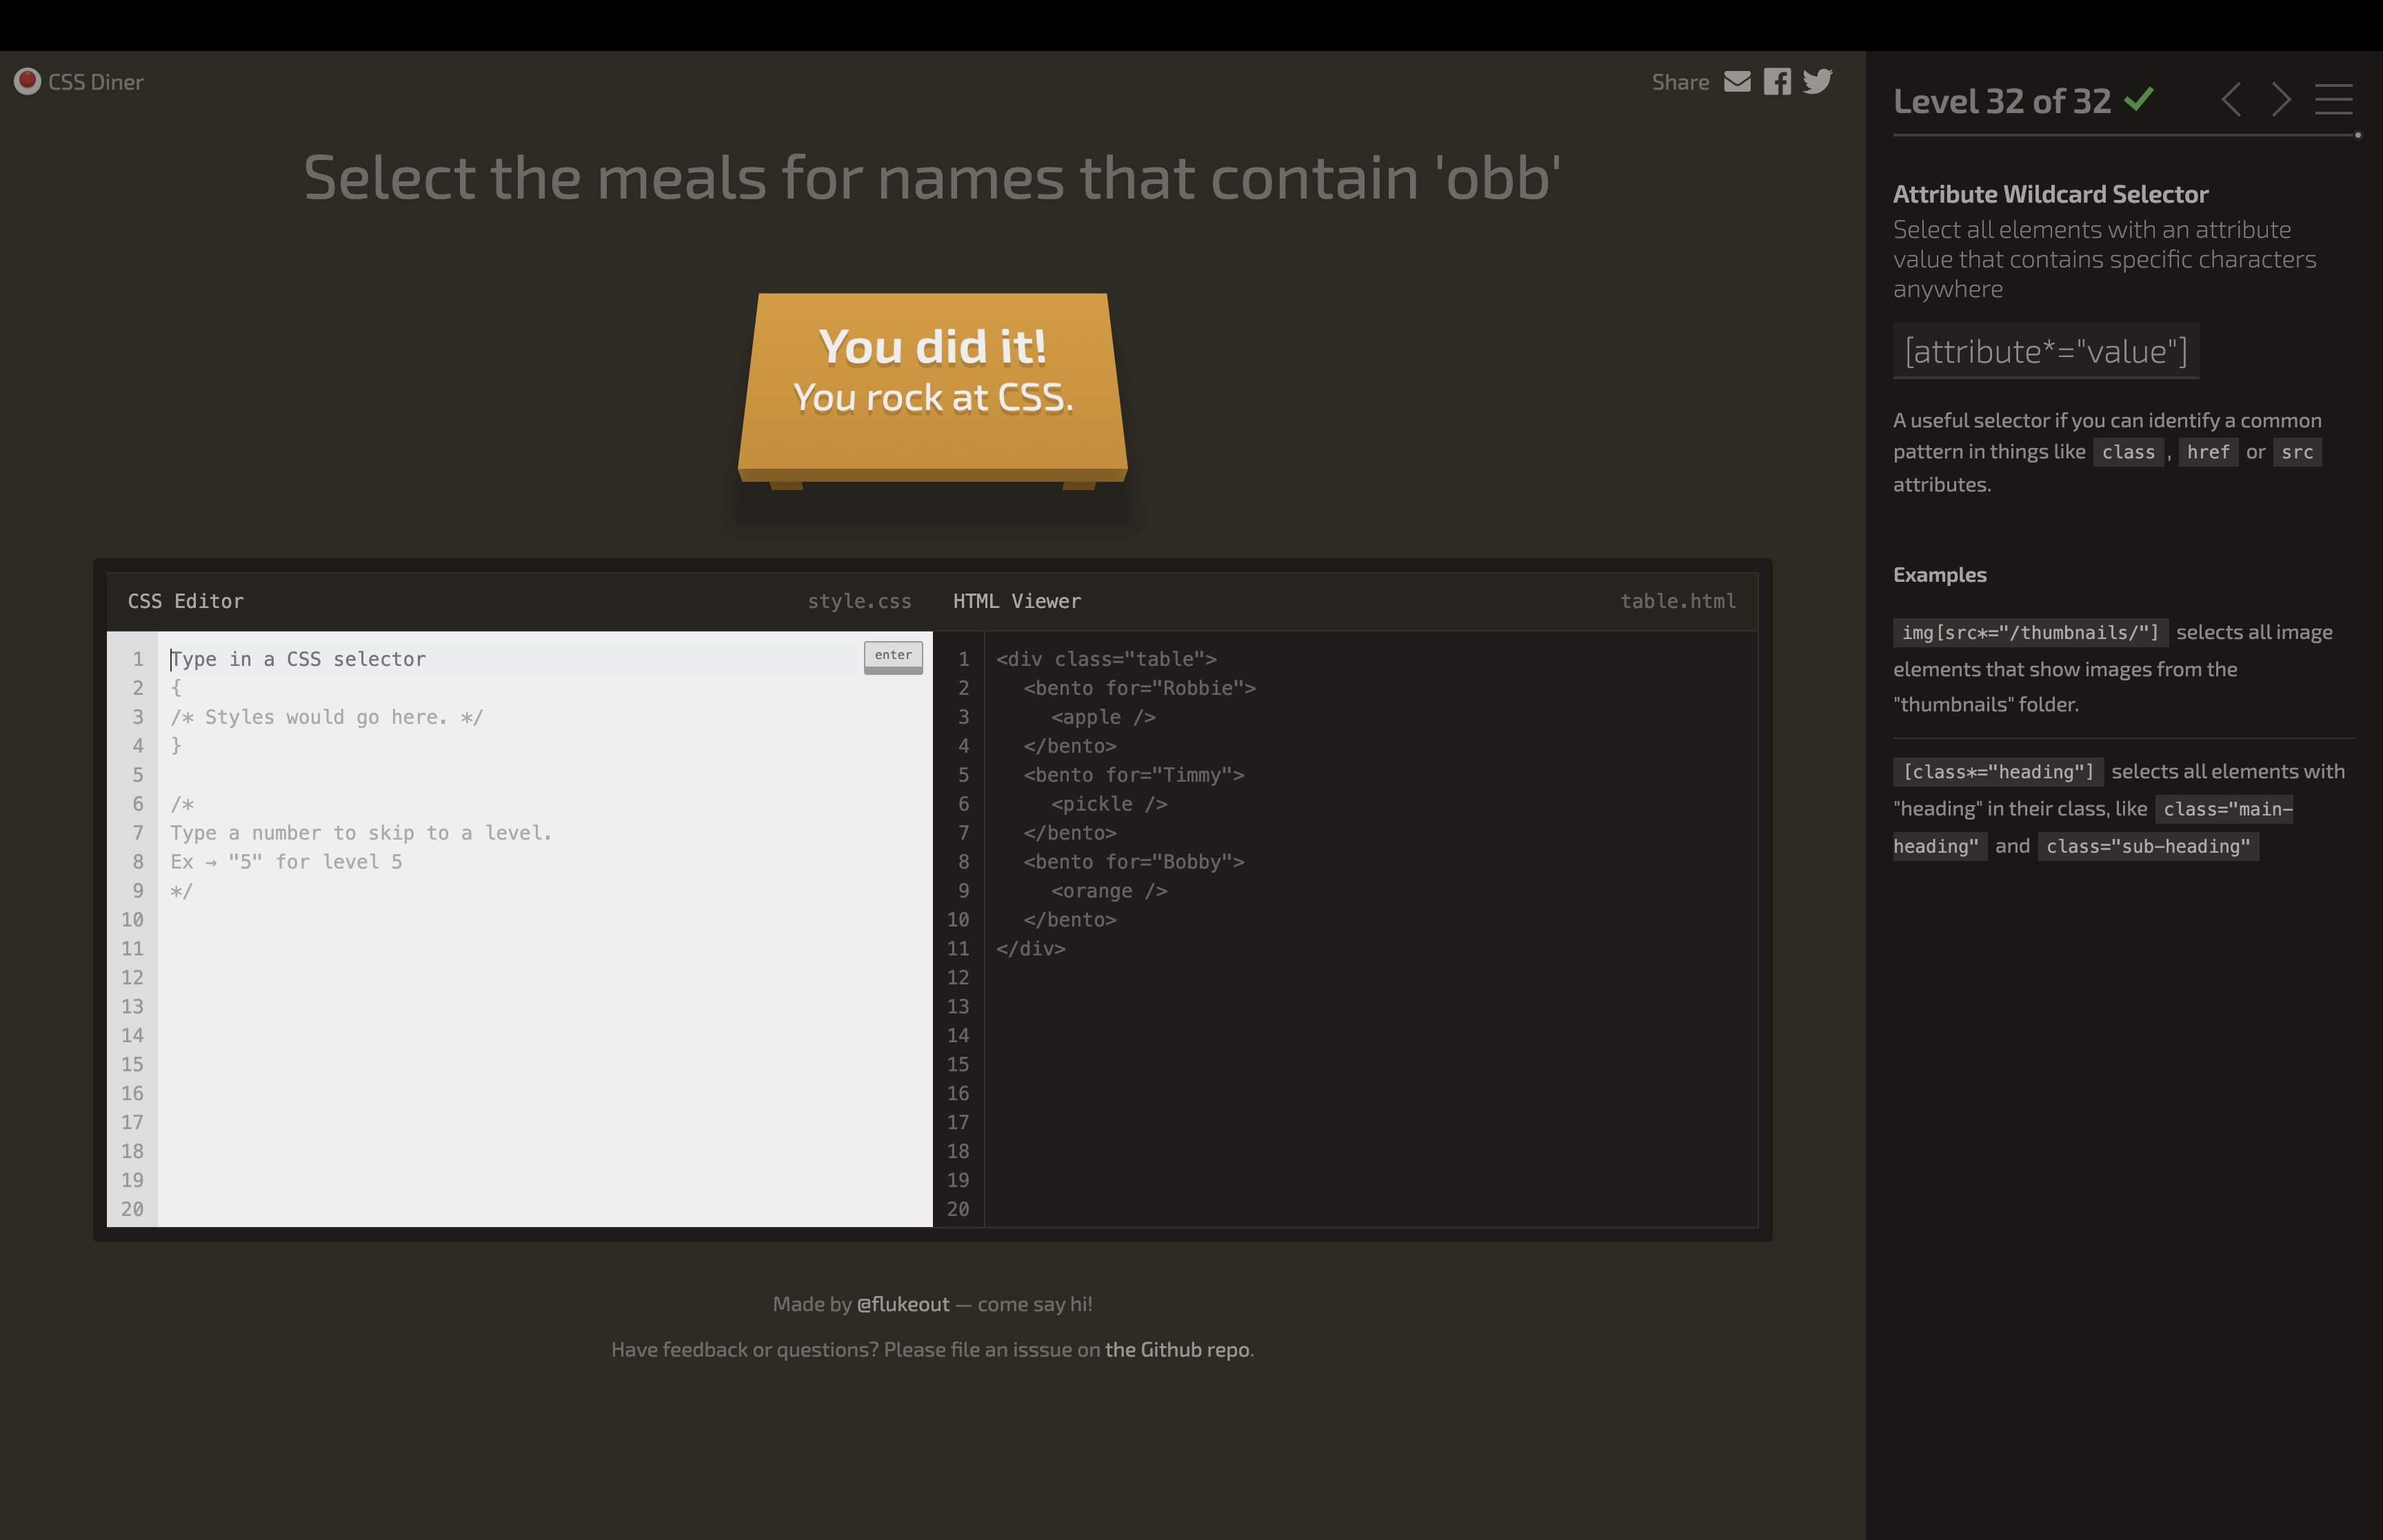 CSS Diner
Share
Select the meals for names that contain 'obb'
You did it!
You rock at CSS.
CSS Editor
style.css
1 Type in a CSS selector
enter
2 {
3 /* Styles would go here. */
4 }
5
6 /*
7 Type a number to skip to a level.
8 Ex → "5" for level 5
9 */
10
11
12
13
14
15
16
17
18
19
20
HTML Viewer
table.html
1 <div class="table">
2 <bento for="Robbie">
3 <apple />
4 </bento>
5 <bento for="Timmy">
6 <pickle />
7 </bento>
8 <bento for="Bobby">
9 <orange />
10 </bento>
11 </div>
12
13
14
15
16
17
18
19
20
Made by @flukeout — come say hi!
Have feedback or questions? Please file an isssue on the Github repo.
Level 32 of 32
Attribute Wildcard Selector
Select all elements with an attribute
value that contains specific characters
anywhere
[attribute*="value"]
A useful selector if you can identify a common
pattern in things like class , href or src
attributes.
Examples
img[src*="/thumbnails/"] selects all image
elements that show images from the
"thumbnails" folder.
[class*="heading"] selects all elements with
"heading" in their class, like class="main-
heading" and class="sub-heading"